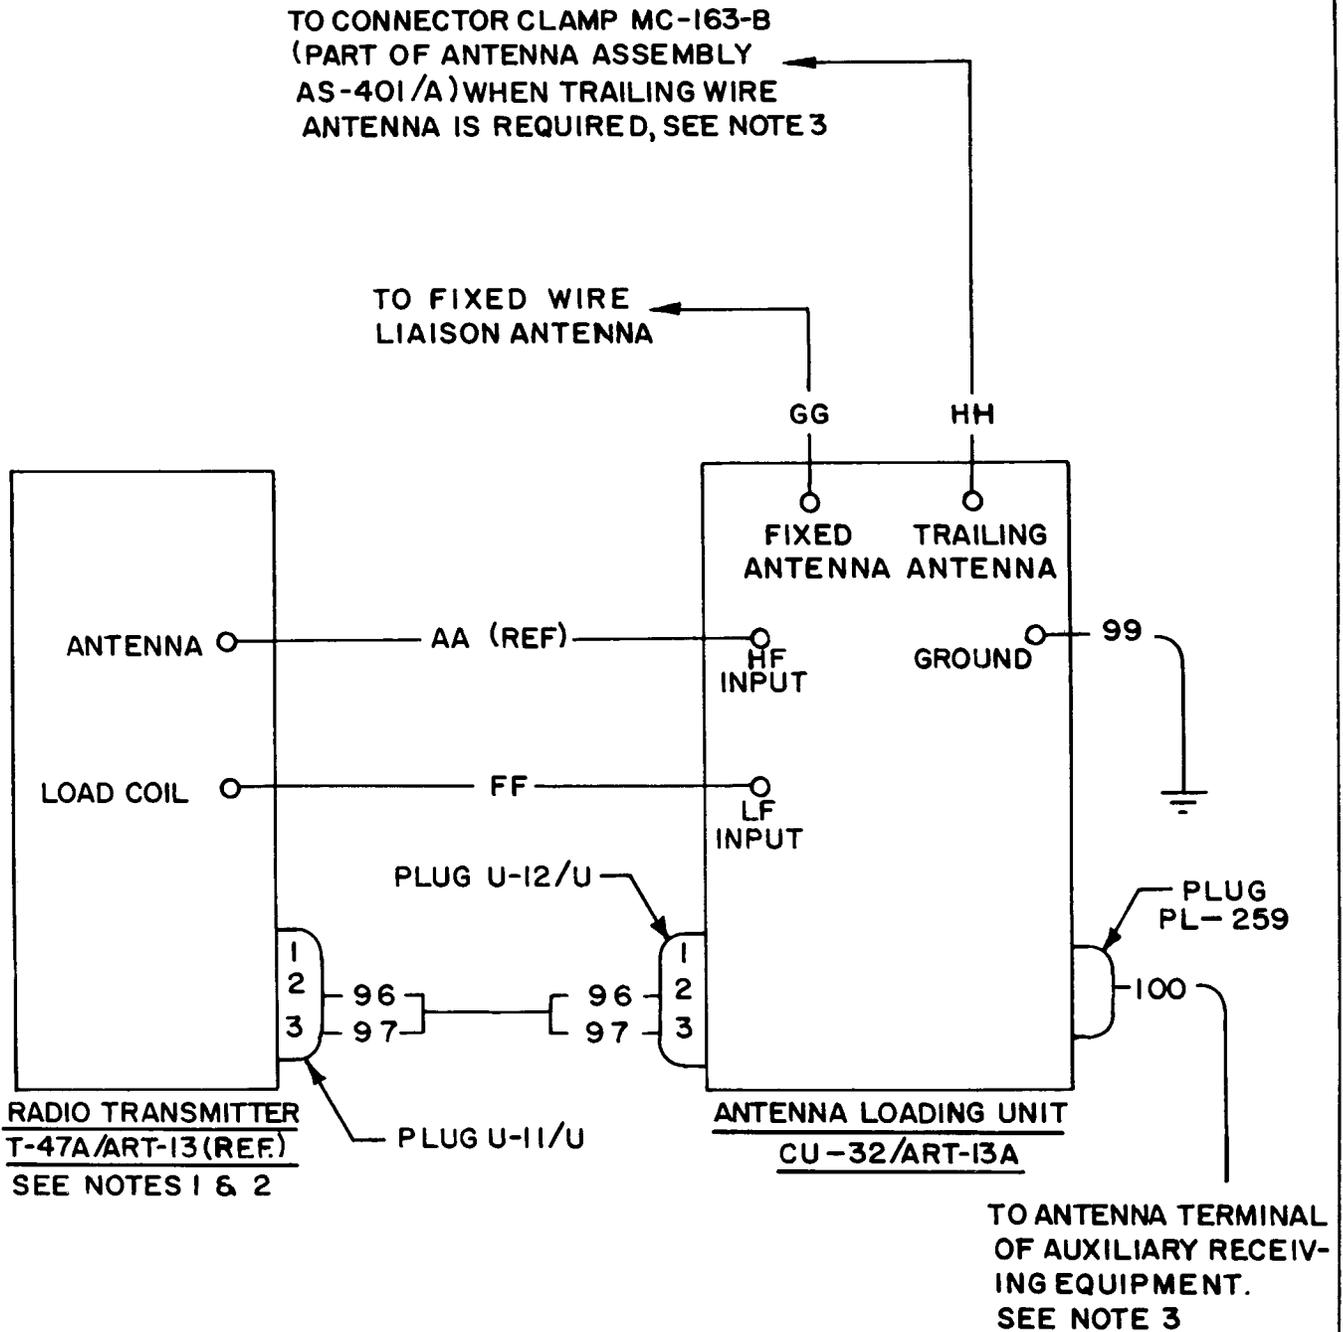 TO CONNECTOR CLAMP MC-163-B
(PART OF ANTENNA ASSEMBLY
AS-401/A) WHEN TRAILING WIRE
ANTENNA IS REQUIRED, SEE NOTE 3
TO FIXED WIRE
LIAISON ANTENNA
GG
HH
FIXED
ANTENNA
TRAILING
ANTENNA
ANTENNA
AA (REF)
HF
INPUT
GROUND
99
LOAD COIL
FF
LF
INPUT
PLUG U-12/U
PLUG
PL-259
1
2
3
96
97
96
97
1
2
3
100
RADIO TRANSMITTER
T-47A/ART-13 (REF.)
SEE NOTES 1 & 2
PLUG U-11/U
ANTENNA LOADING UNIT
CU-32/ART-13A
TO ANTENNA TERMINAL
OF AUXILIARY RECEIV-
ING EQUIPMENT.
SEE NOTE 3